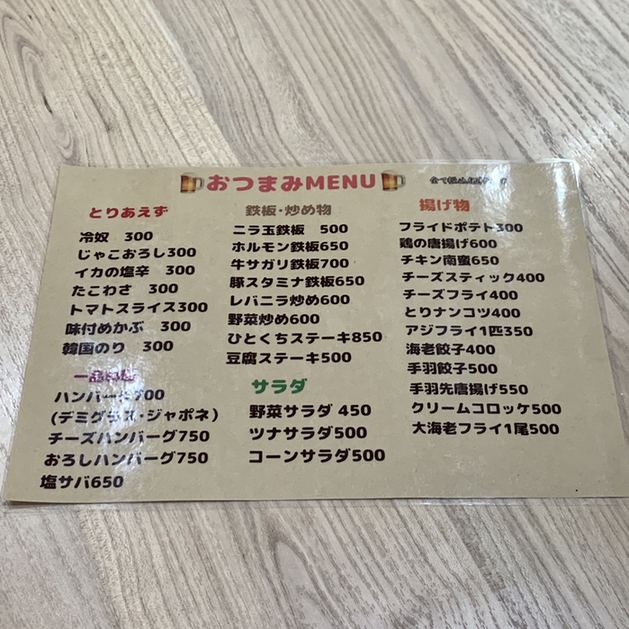 おつまみMENU
とりあえず
冷奴 300
じゃこおろし300
イカの塩辛 300
たこわさ 300
トマトスライス300
味付めかぶ 300
韓国のり 300
一品
ハンバーグ
(デミグラス・ジャポネ)
チーズハンバーグ750
おろしハンバーグ750
塩サバ650
鉄板・炒め物
ニラ玉鉄板 500
ホルモン鉄板650
牛サガリ鉄板700
豚スタミナ鉄板650
レバニラ炒め600
野菜炒め600
ひとくちステーキ850
豆腐ステーキ500
サラダ
野菜サラダ 450
ツナサラダ500
コーンサラダ500
揚げ物
フライドポテト300
鶏の唐揚げ600
チキン南蛮650
チーズスティック400
チーズフライ400
とりナンコツ400
アジフライ1匹350
海老餃子400
手羽餃子500
手羽先唐揚げ550
クリームコロッケ500
大海老フライ1尾500